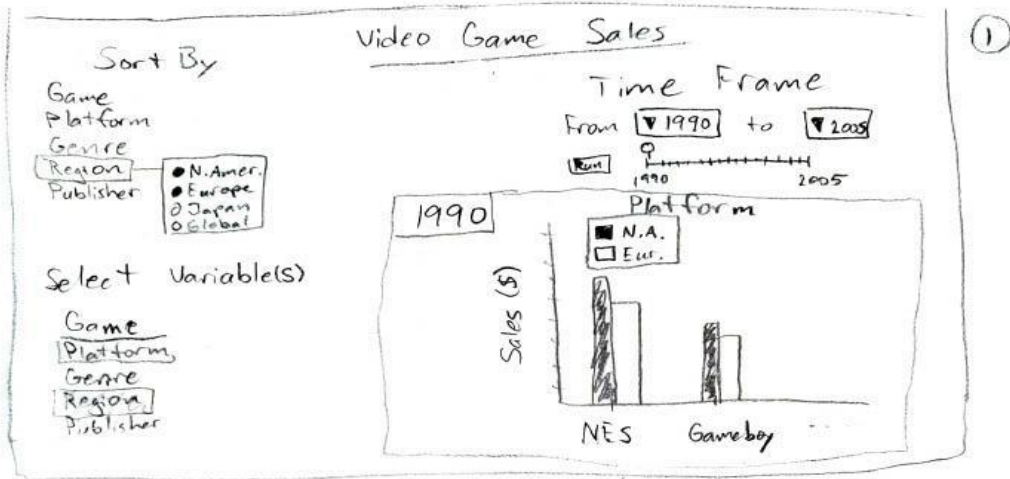 Video Game Sales
1
Sort By
Game
Platform
Genre
Region
Publisher
N. Amer.
Europe
Japan
Global
Select Variable(s)
Game
Platform
Genre
Region
Publisher
Time Frame
From 1990 to 2005
Run
1990 2005
1990
Platform
N.A.
Eur.
Sales ($)
NES Gameboy ...